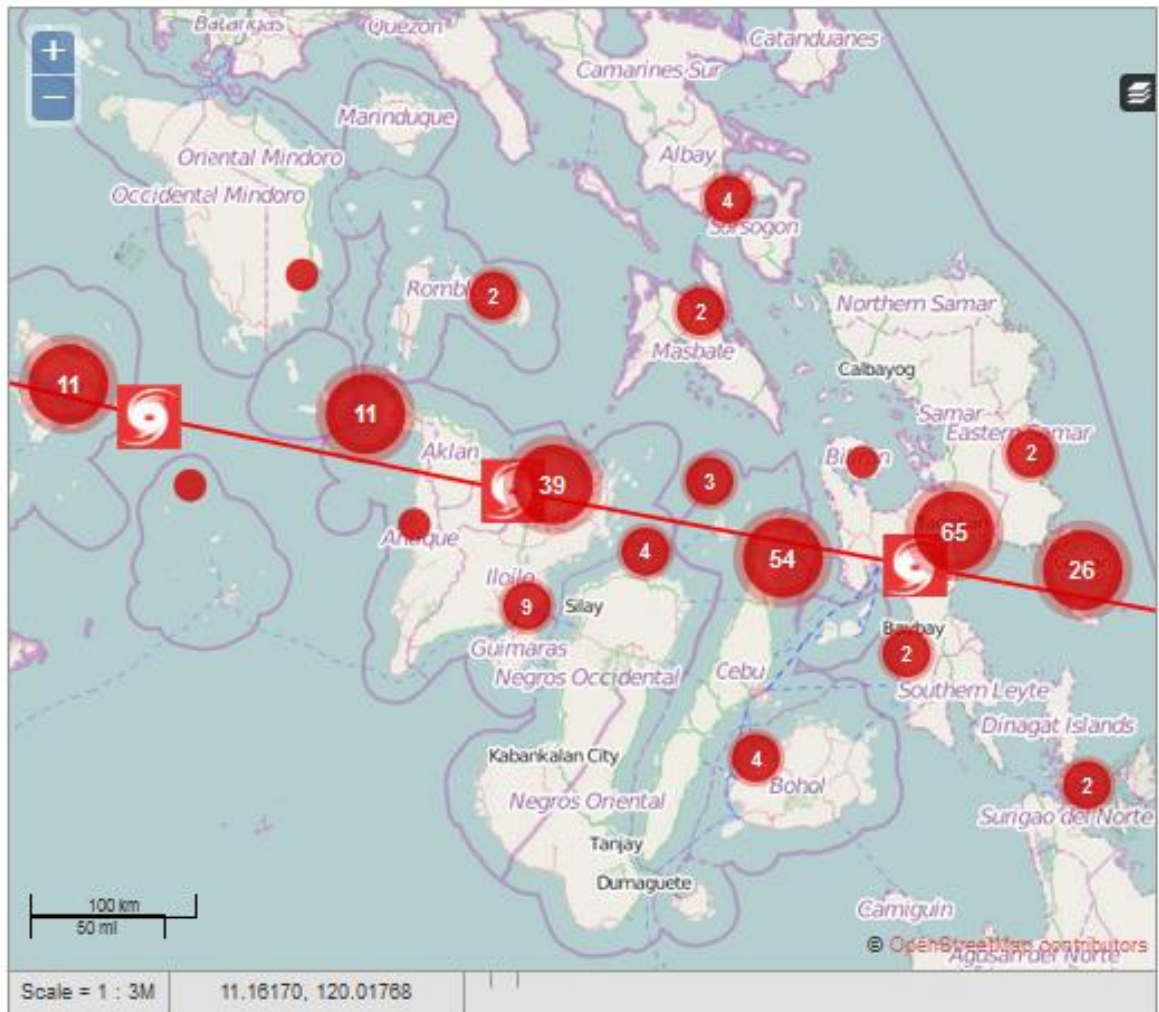 Batangas
Quezon
Catanduanes
+
Camarines Sur
−
Marinduque
Oriental Mindoro
Albay
Occidental Mindoro
4
Sorsogon
2
2
Northern Samar
Masbate
Calbayog
11
11
Samar
Aklan
Eastern Samar
2
39
3
65
Antique
4
54
26
Iloilo
9
Silay
Baybay
2
Guimaras
Negros Occidental
Cebu
Southern Leyte
Dinagat Islands
Kabankalan City
4
Bohol
2
Negros Oriental
Surigao del Norte
Tanjay
Dumaguete
100 km
50 mi
Camiguin
© OpenStreetMap contributors
Agusan del Norte
Scale = 1 : 3M
11.16170, 120.01768